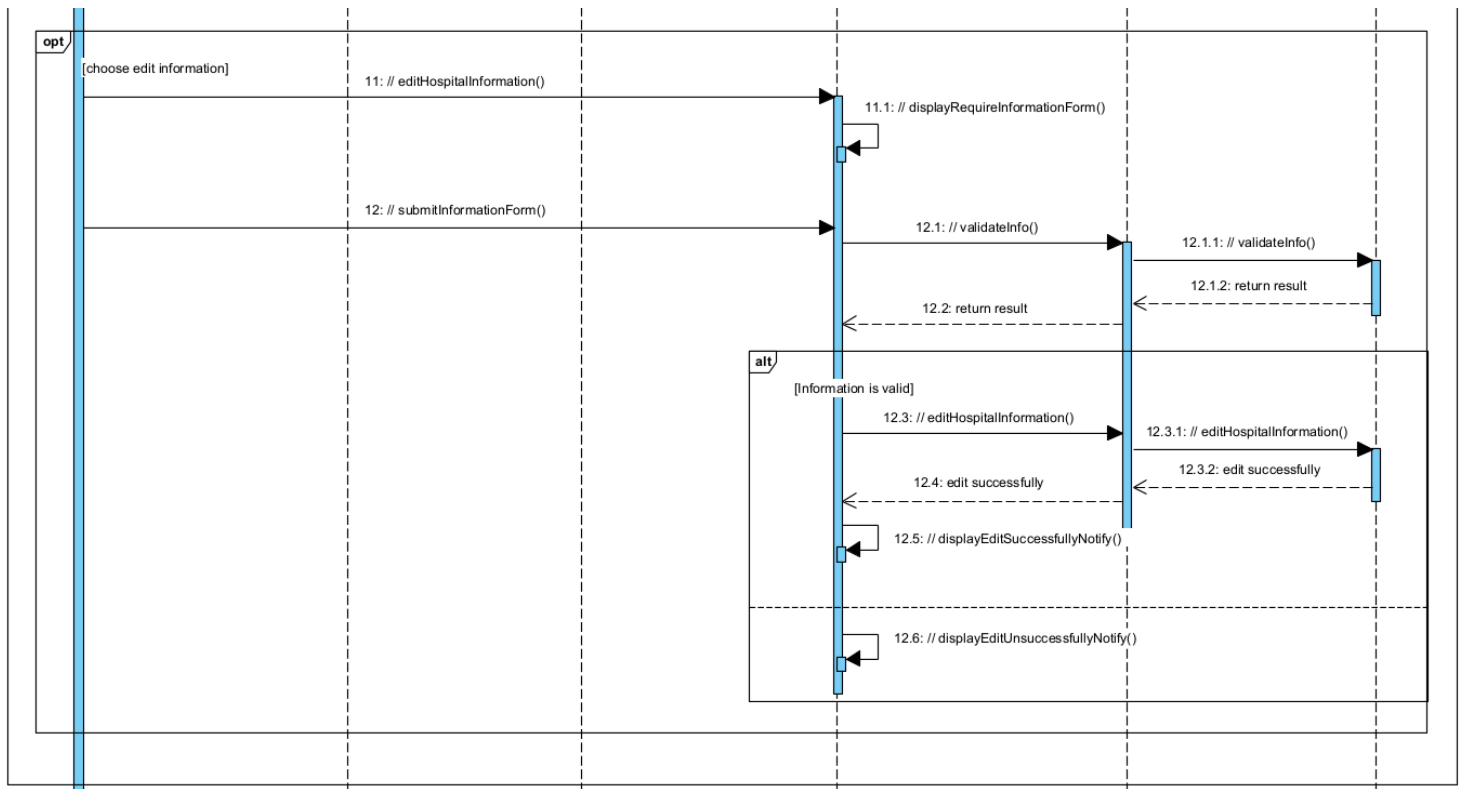 opt
[choose edit information]
11: // editHospitalInformation()
11.1: // displayRequireInformationForm()
12: // submitInformationForm()
12.1: // validateInfo()
12.1.1: // validateInfo()
12.1.2: return result
12.2: return result
alt
[Information is valid]
12.3: // editHospitalInformation()
12.3.1: // editHospitalInformation()
12.3.2: edit successfully
12.4: edit successfully
12.5: // displayEditSuccessfullyNotify()
12.6: // displayEditUnsuccessfullyNotify()